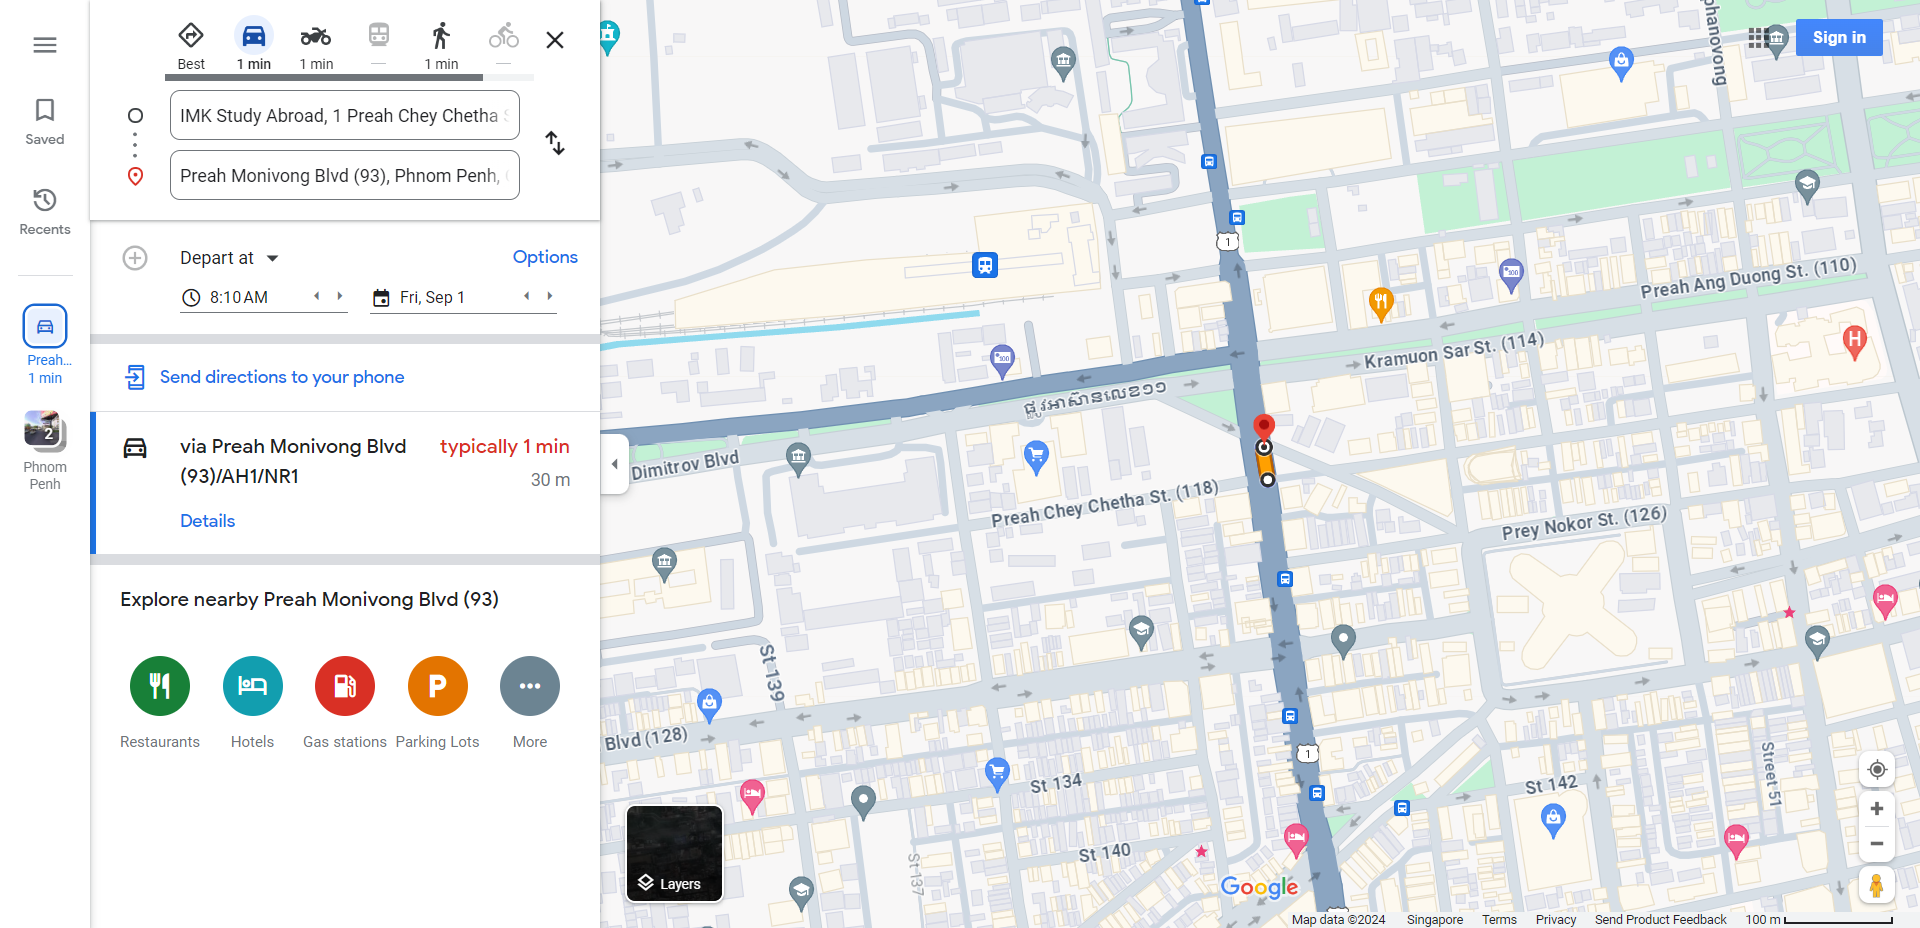 Best
1 min
1 min
—
1 min
—
Saved
Recents
Preah...
1 min
2
Phnom
Penh
IMK Study Abroad, 1 Preah Chey Chetha S
Preah Monivong Blvd (93), Phnom Penh,
Depart at
Options
8:10 AM
Fri, Sep 1
Send directions to your phone
via Preah Monivong Blvd
(93)/AH1/NR1
typically 1 min
30 m
Details
Explore nearby Preah Monivong Blvd (93)
P
Restaurants
Hotels
Gas stations
Parking Lots
More
Layers
Sign in
phanovong
1
Preah Ang Duong St. (110)
Kramuon Sar St. (114)
H
ផ្លូវអាស៊ានលេខ១១
Dimitrov Blvd
Preah Chey Chetha St. (118)
Prey Nokor St. (126)
St 139
Blvd (128)
1
St 134
St 142
Street 51
St 140
St 137
Google
Map data ©2024
Singapore
Terms
Privacy
Send Product Feedback
100 m